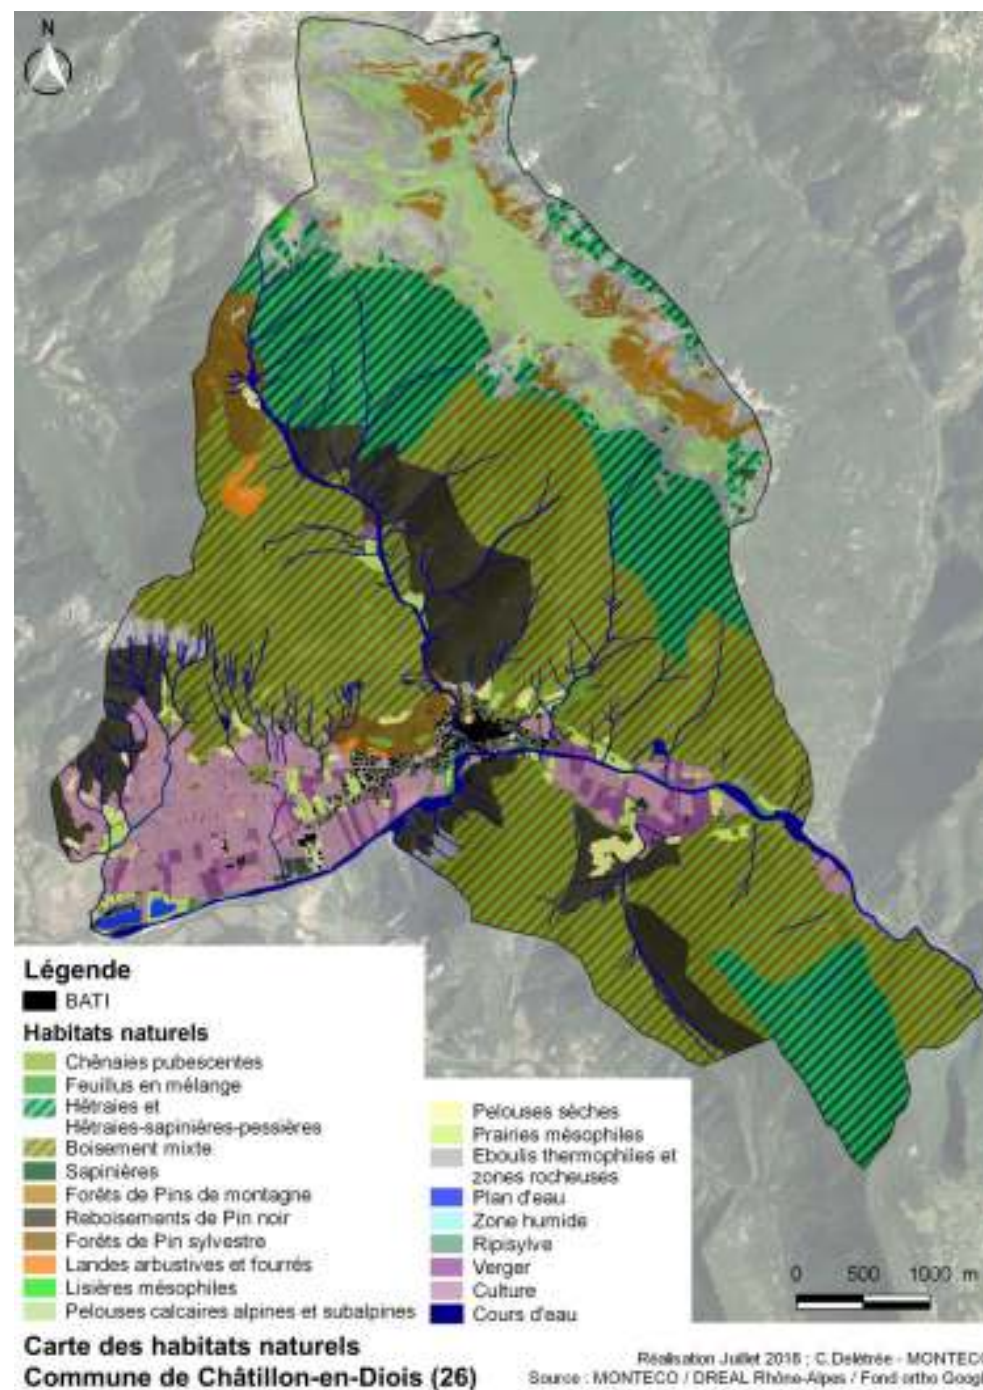 N
Légende
BATI
Habitats naturels
Chênaies pubescentes
Feuillus en mélange
Hêtraies et
Hêtraies-sapinières-pessières
Boisement mixte
Sapinières
Forêts de Pins de montagne
Reboisements de Pin noir
Forêts de Pin sylvestre
Landes arbustives et fourrés
Lisières mésophiles
Pelouses calcaires alpines et subalpines
Pelouses sèches
Prairies mésophiles
Eboulis thermophiles et
zones rocheuses
Plan d'eau
Zone humide
Ripisylve
Verger
Culture
Cours d'eau
0 500 1000 m
Carte des habitats naturels
Commune de Châtillon-en-Diois (26)
Réalisation Juillet 2016 ; C.Delétrée - MONTECO
Source : MONTECO / DREAL Rhône-Alpes / Fond ortho Googl